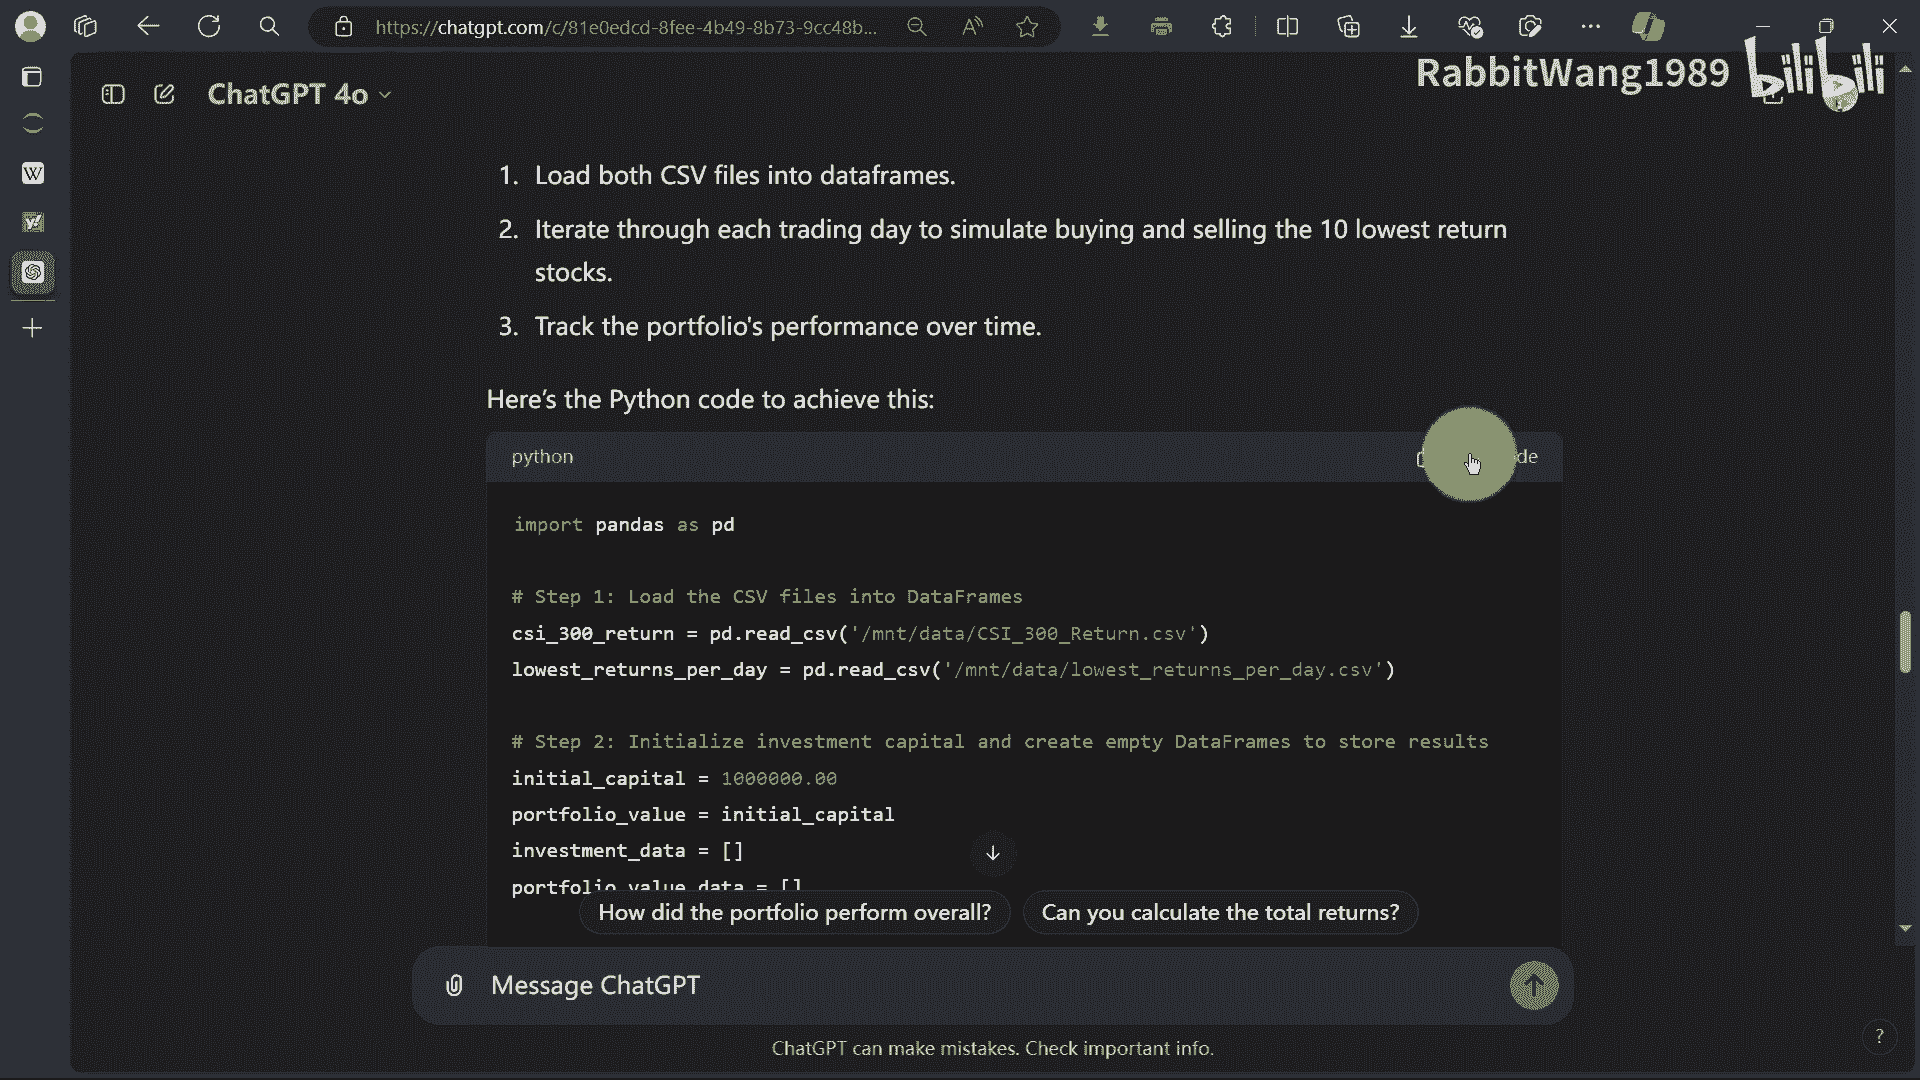 https://chatgpt.com/c/81e0edcd-8fee-4b49-8b73-9cc48b...
RabbitWang1989 bilibili
ChatGPT 4o
1. Load both CSV files into dataframes.
2. Iterate through each trading day to simulate buying and selling the 10 lowest return
stocks.
3. Track the portfolio's performance over time.
Here’s the Python code to achieve this:
python
import pandas as pd
# Step 1: Load the CSV files into DataFrames
csi_300_return = pd.read_csv('/mnt/data/CSI_300_Return.csv')
lowest_returns_per_day = pd.read_csv('/mnt/data/lowest_returns_per_day.csv')
# Step 2: Initialize investment capital and create empty DataFrames to store results
initial_capital = 1000000.00
portfolio_value = initial_capital
investment_data = []
portfolio_value_data = []
How did the portfolio perform overall? Can you calculate the total returns?
Message ChatGPT
ChatGPT can make mistakes. Check important info.
?